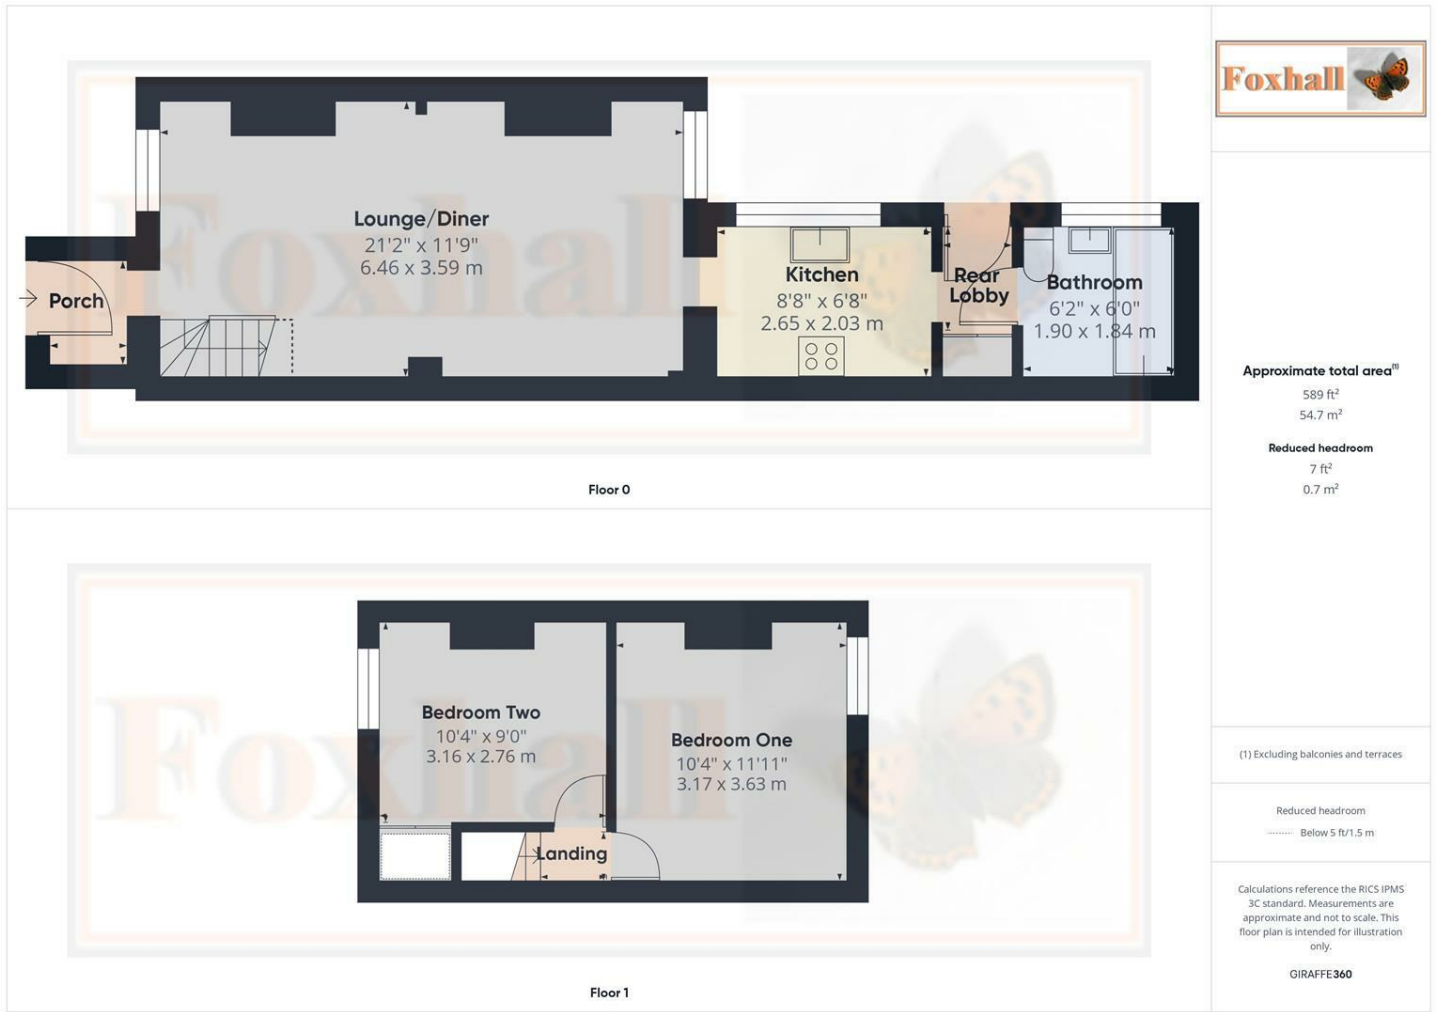 Foxhall
Lounge/Diner
21'2" x 11'9"
6.46 x 3.59 m
Porch
Kitchen
8'8" x 6'8"
2.65 x 2.03 m
Rear
Lobby
Bathroom
6'2" x 6'0"
1.90 x 1.84 m
Foxhall
Floor 0
Bedroom Two
10'4" x 9'0"
3.16 x 2.76 m
Bedroom One
10'4" x 11'11"
3.17 x 3.63 m
Landing
Foxhall
Floor 1
Approximate total area(1)
589 ft²
54.7 m²
Reduced headroom
7 ft²
0.7 m²
(1) Excluding balconies and terraces
Reduced headroom
Below 5 ft/1.5 m
Calculations reference the RICS IPMS
3C standard. Measurements are
approximate and not to scale. This
floor plan is intended for illustration
only.
GIRAFFE360